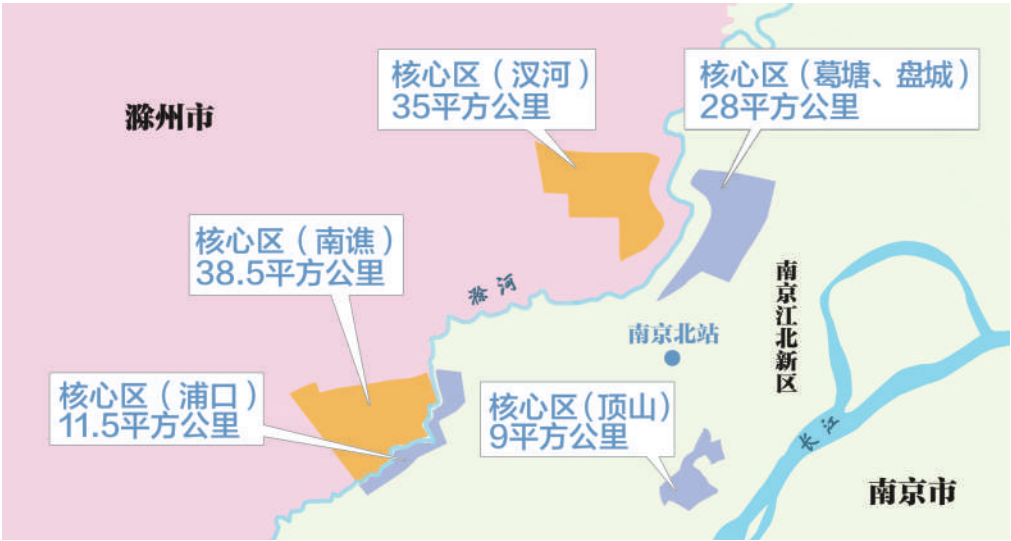 核心区（汊河）
35平方公里
核心区（葛塘、盘城）
28平方公里
滁州市
核心区（南谯）
38.5平方公里
滁河
南京江北新区
南京北站
核心区（浦口）
11.5平方公里
核心区（顶山）
9平方公里
长江
南京市